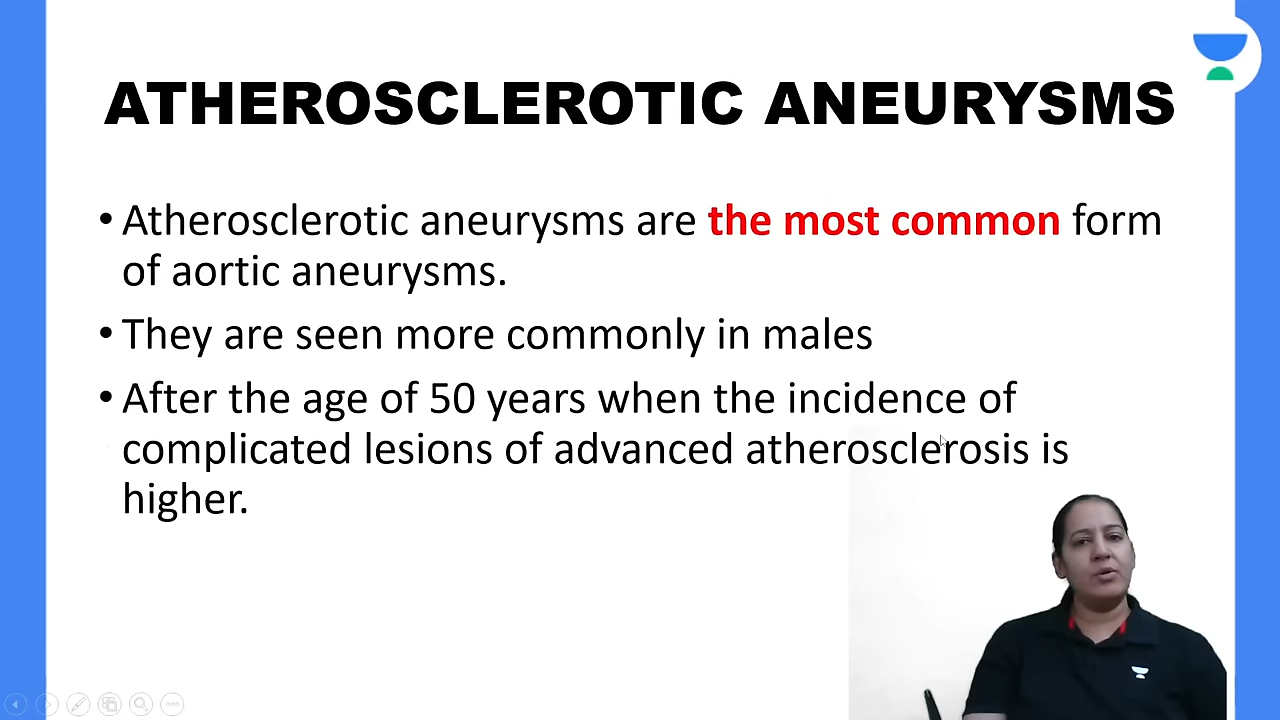 ATHEROSCLEROTIC ANEURYSMS
• Atherosclerotic aneurysms are the most common form
of aortic aneurysms.
• They are seen more commonly in males
• After the age of 50 years when the incidence of
complicated lesions of advanced atherosclerosis is
higher.